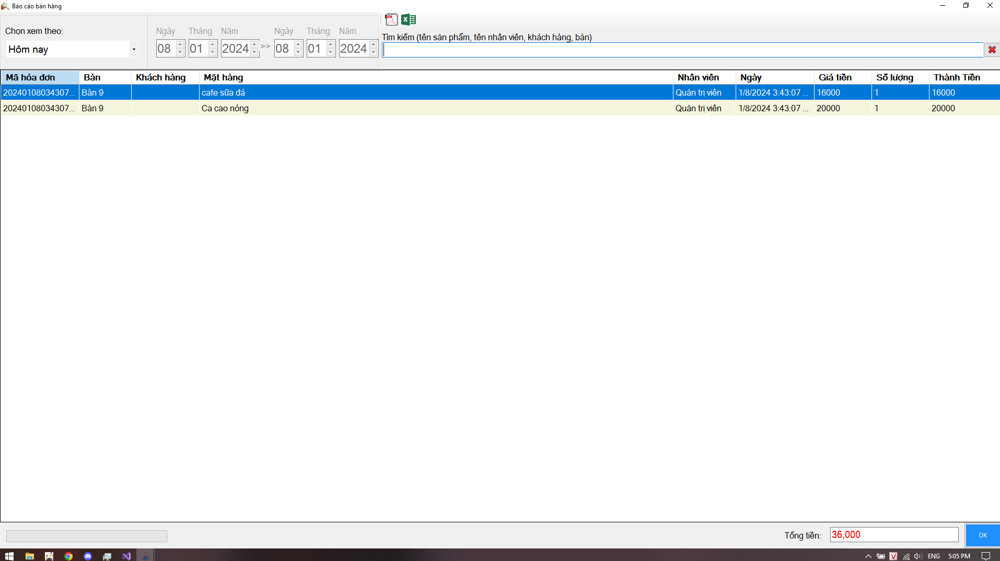 Báo cáo bán hàng
Chọn xem theo:
Hôm nay
Ngày Tháng Năm Ngày Tháng Năm
08 01 2024 >> 08 01 2024
Tìm kiếm (tên sản phẩm, tên nhân viên, khách hàng, bàn)
Mã hóa đơn Bàn Khách hàng Mặt hàng Nhân viên Ngày Giá tiền Số lượng Thành Tiền
20240108034307... Bàn 9 cafe sữa đá Quản trị viên 1/8/2024 3:43:07 ... 16000 1 16000
20240108034307... Bàn 9 Ca cao nóng Quản trị viên 1/8/2024 3:43:07 ... 20000 1 20000
Tổng tiền: 36,000 OK
V ENG 5:05 PM